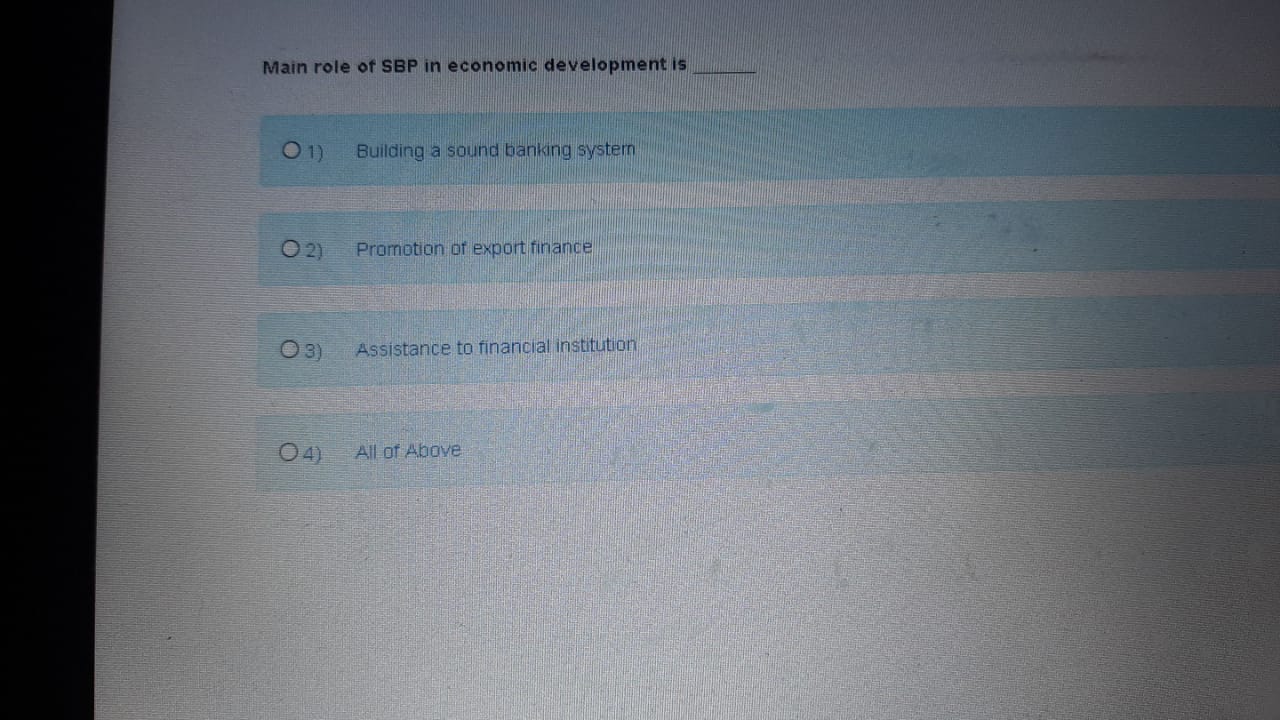 Main role of SBP in economic development is ______
1) Building a sound banking system
2) Promotion of export finance
3) Assistance to financial institution
4) All of Above